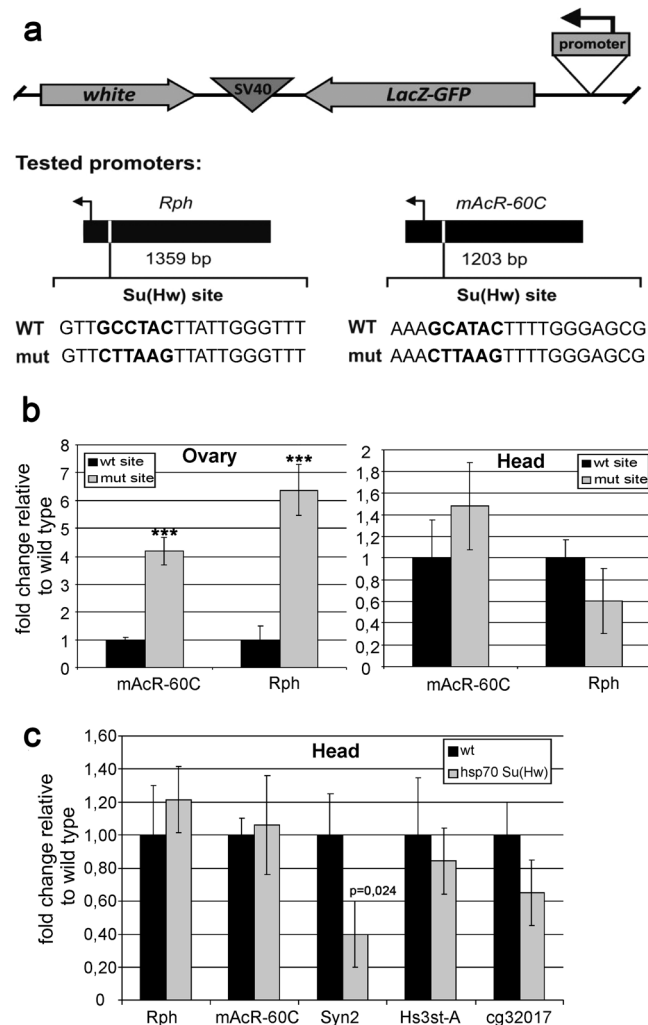 a
promoter
white
SV40
LacZ-GFP
Tested promoters:
Rph
1359 bp
Su(Hw) site
WT GTTGCCTACTTATTGGGTTT
mut GTTCTTAAGTTATTGGGTTT
mAcR-60C
1203 bp
Su(Hw) site
WT AAAGCATACTTTTGGGAGCG
mut AAACTTAAGTTTTGGGAGCG
b
fold change relative
to wild type
8
7
6
5
4
3
2
1
0
wt site
mut site
Ovary
***
***
mAcR-60C
Rph
2
1,8
1,6
1,4
1,2
1
0,8
0,6
0,4
0,2
0
Head
wt site
mut site
mAcR-60C
Rph
c
fold change relative
to wild type
1,60
1,40
1,20
1,00
0,80
0,60
0,40
0,20
0
Head
wt
hsp70 Su(Hw)
p=0,024
Rph
mAcR-60C
Syn2
Hs3st-A
cg32017